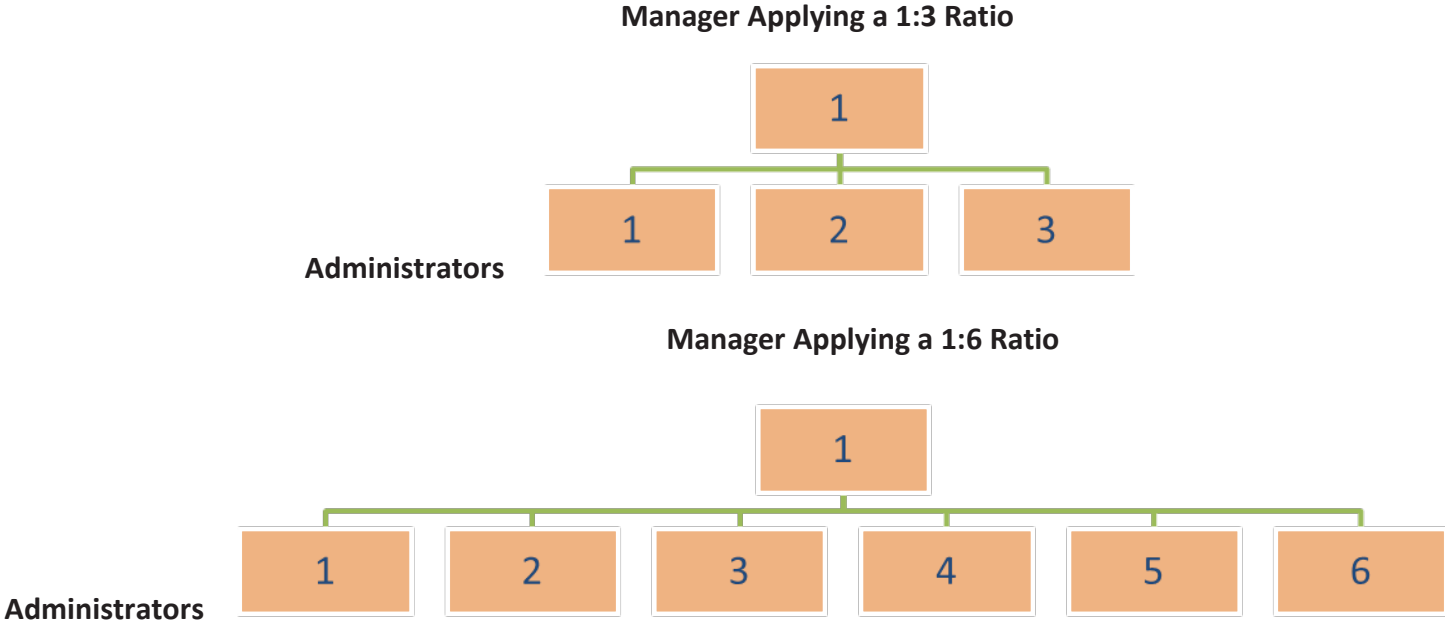 Manager Applying a 1:3 Ratio
1
1 2 3
Administrators
Manager Applying a 1:6 Ratio
1
1 2 3 4 5 6
Administrators